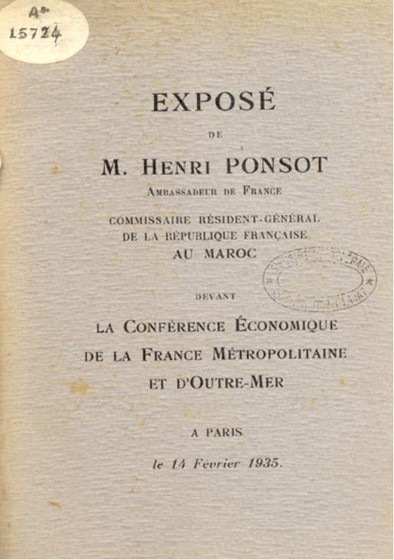 A⁸º
15724
EXPOSÉ
DE
M. HENRI PONSOT
AMBASSADEUR DE FRANCE
COMMISSAIRE RÉSIDENT-GÉNÉRAL
DE LA RÉPUBLIQUE FRANÇAISE
AU MAROC
DEVANT
LA CONFÉRENCE ÉCONOMIQUE
DE LA FRANCE MÉTROPOLITAINE
ET D'OUTRE-MER
A PARIS
le 14 Février 1935.